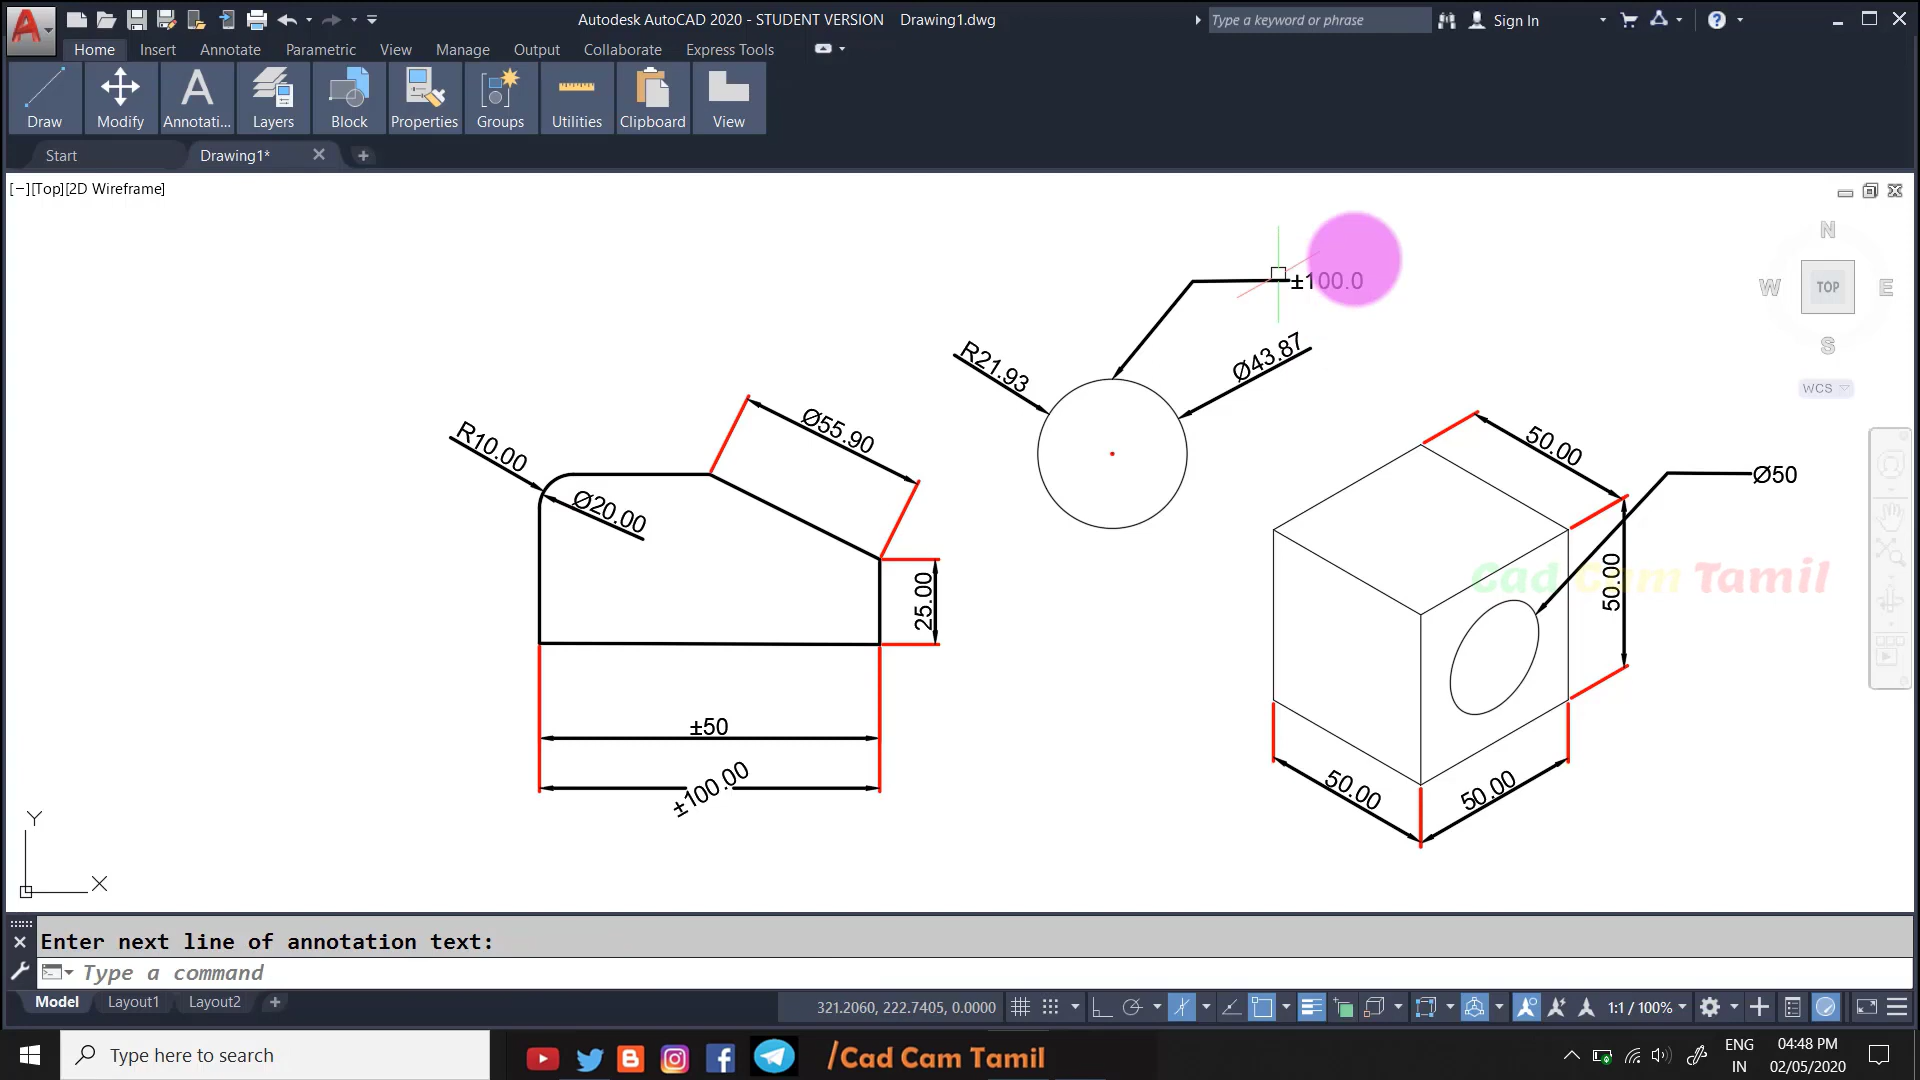 Autodesk AutoCAD 2020 - STUDENT VERSION Drawing1.dwg
Type a keyword or phrase
Sign In
Home Insert Annotate Parametric View Manage Output Collaborate Express Tools
Draw Modify Annotati... Layers Block Properties Groups Utilities Clipboard View
Start Drawing1*
[−][Top][2D Wireframe]
N
W TOP E
S
WCS
±100.0
R21.93
Ø43.87
Ø55.90
R10.00
Ø20.00
25.00
±50
±100.00
50.00
Ø50
50.00
50.00
50.00
Cad Cam Tamil
Y
X
Enter next line of annotation text:
Type a command
Model Layout1 Layout2
321.2060, 222.7405, 0.0000
1:1 / 100%
Type here to search
/Cad Cam Tamil
ENG
IN
04:48 PM
02/05/2020